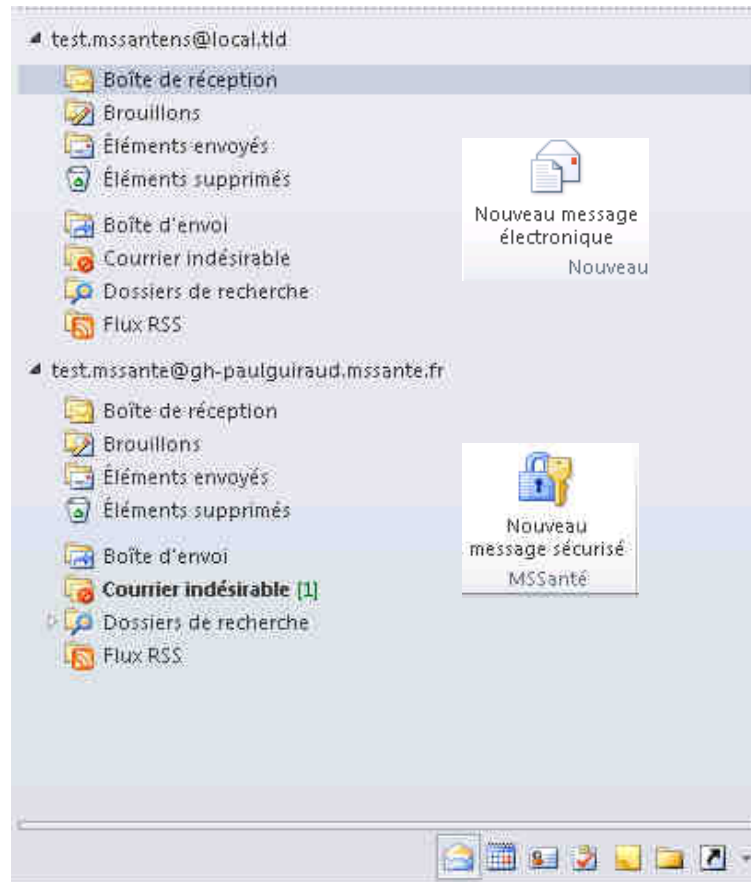 test.mssantens@local.tld
Boîte de réception
Brouillons
Éléments envoyés
Éléments supprimés
Boîte d'envoi
Courrier indésirable
Dossiers de recherche
Flux RSS
Nouveau message
électronique
Nouveau
test.mssante@gh-paulguiraud.mssante.fr
Boîte de réception
Brouillons
Éléments envoyés
Éléments supprimés
Boîte d'envoi
Courrier indésirable [1]
Dossiers de recherche
Flux RSS
Nouveau
message sécurisé
MSSanté